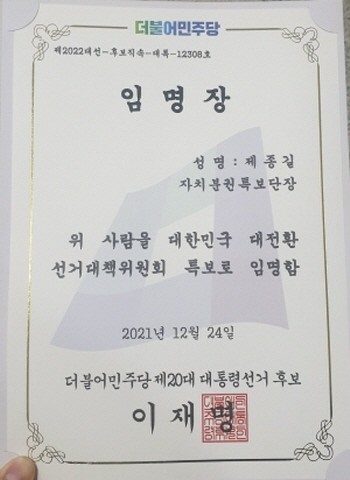 더불어민주당
제2022대선-후보직속-대특-12308호
임명장
성 명 : 제 종 길
자치분권특보단장
위 사람을 대한민국 대전환
선거대책위원회 특보로 임명함
2021년 12월 24일
더불어민주당 제20대 대통령선거 후보
이재명